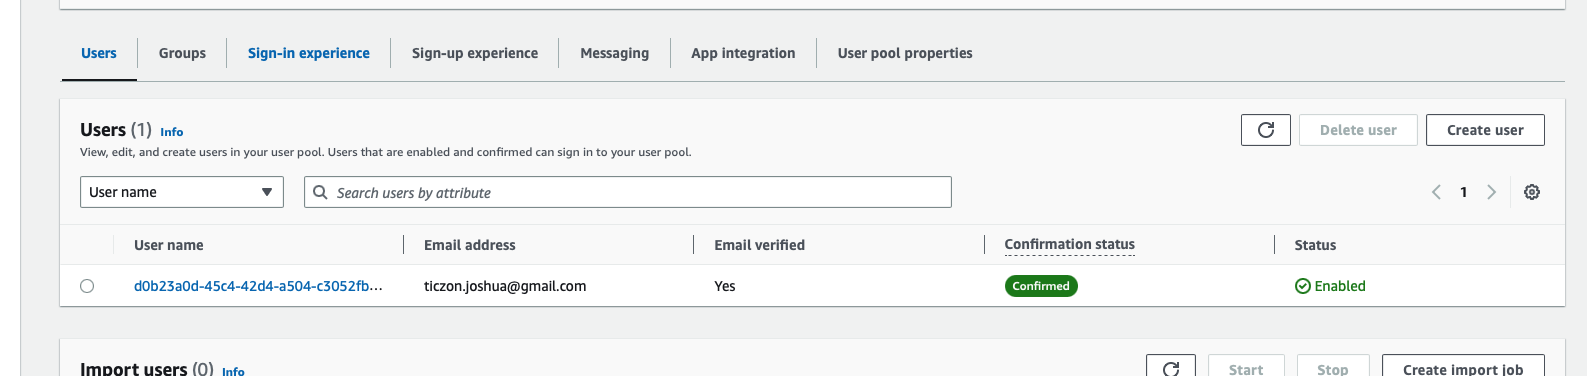 Users Groups Sign-in experience Sign-up experience Messaging App integration User pool properties
Users (1) Info
Delete user Create user
View, edit, and create users in your user pool. Users that are enabled and confirmed can sign in to your user pool.
User name Search users by attribute 1
User name Email address Email verified Confirmation status Status
d0b23a0d-45c4-42d4-a504-c3052fb... ticzon.joshua@gmail.com Yes Confirmed Enabled
Import users (0) Info Start Stop Create import job